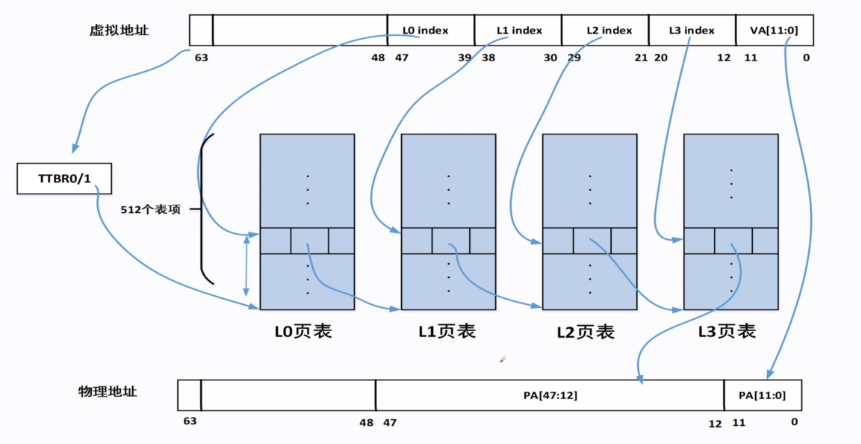 虚拟地址
L0 index
L1 index
L2 index
L3 index
VA[11:0]
63
48
47
39
38
30
29
21
20
12
11
0
TTBR0/1
512个表项
L0页表
L1页表
L2页表
L3页表
物理地址
PA[47:12]
PA[11:0]
63
48
47
12
11
0